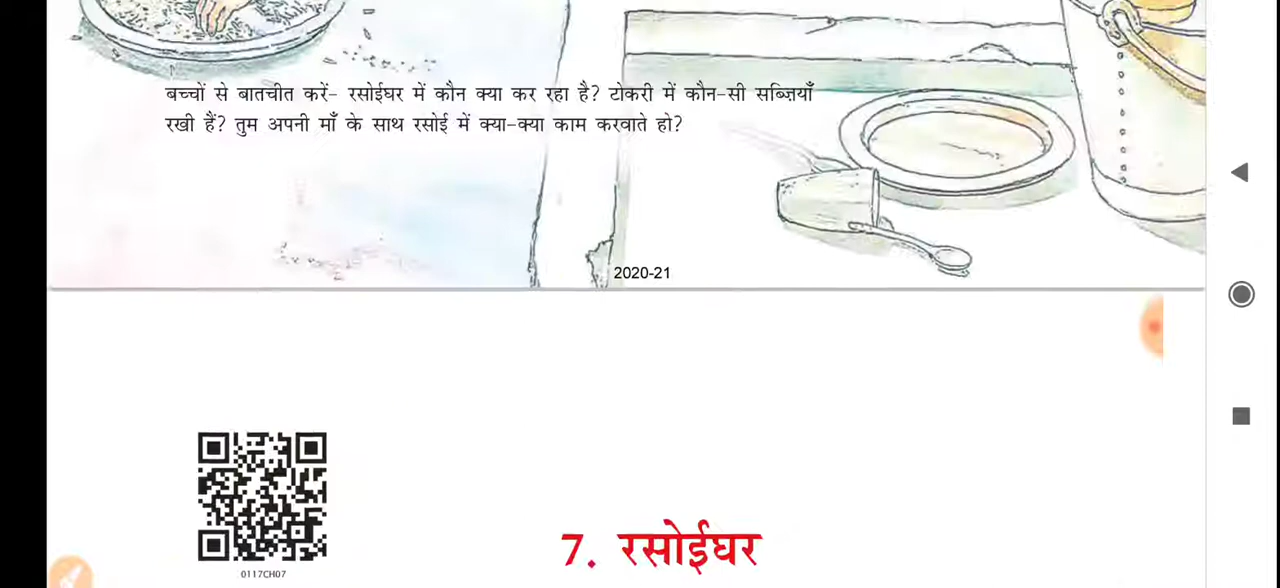 बच्चों से बातचीत करें- रसोईघर में कौन क्या कर रहा है? टोकरी में कौन-सी सब्ज़ियाँ
रखी हैं? तुम अपनी माँ के साथ रसोई में क्या-क्या काम करवाते हो?
2020-21
0117CH07
7. रसोईघर